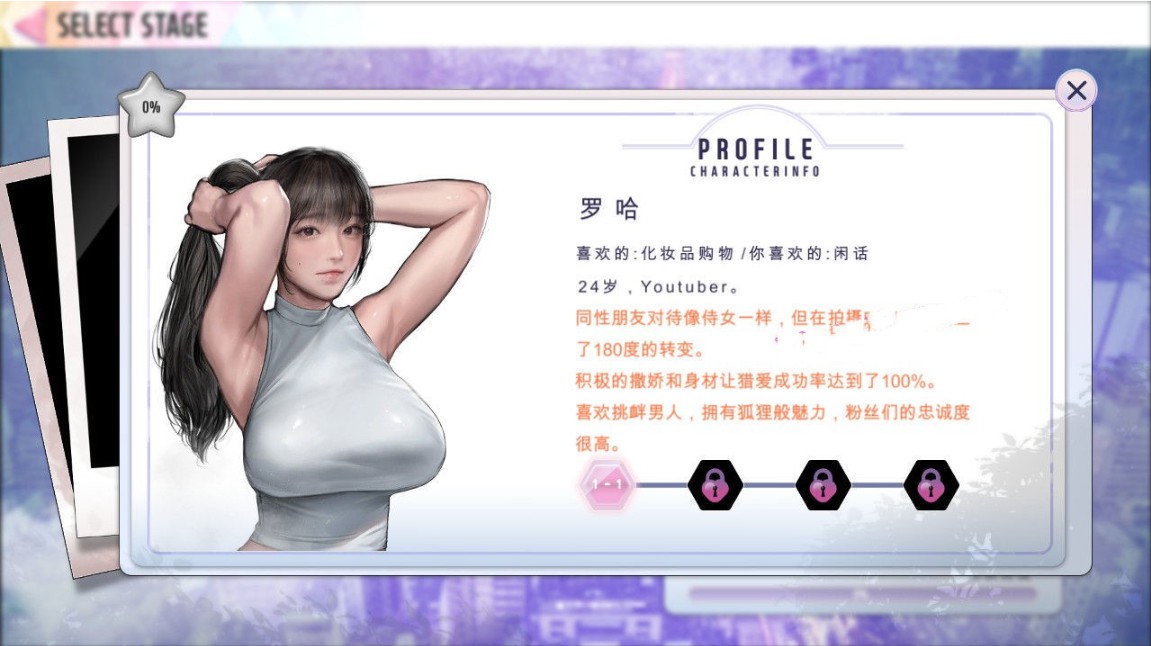 SELECT STAGE
0%
PROFILE
CHARACTERINFO
罗哈
喜欢的:化妆品购物 /你喜欢的:闲话
24岁，Youtuber。
同性朋友对待像侍女一样，但在拍摄
了180度的转变。
积极的撒娇和身材让猎爱成功率达到了100%。
喜欢挑衅男人，拥有狐狸般魅力，粉丝们的忠诚度
很高。
1-1